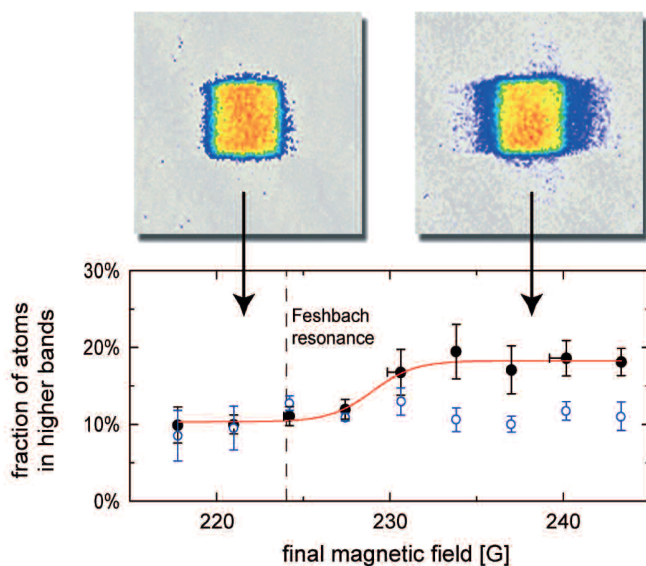 30%
20%
10%
0%
fraction of atoms
in higher bands
Feshbach
resonance
220
230
240
final magnetic field [G]